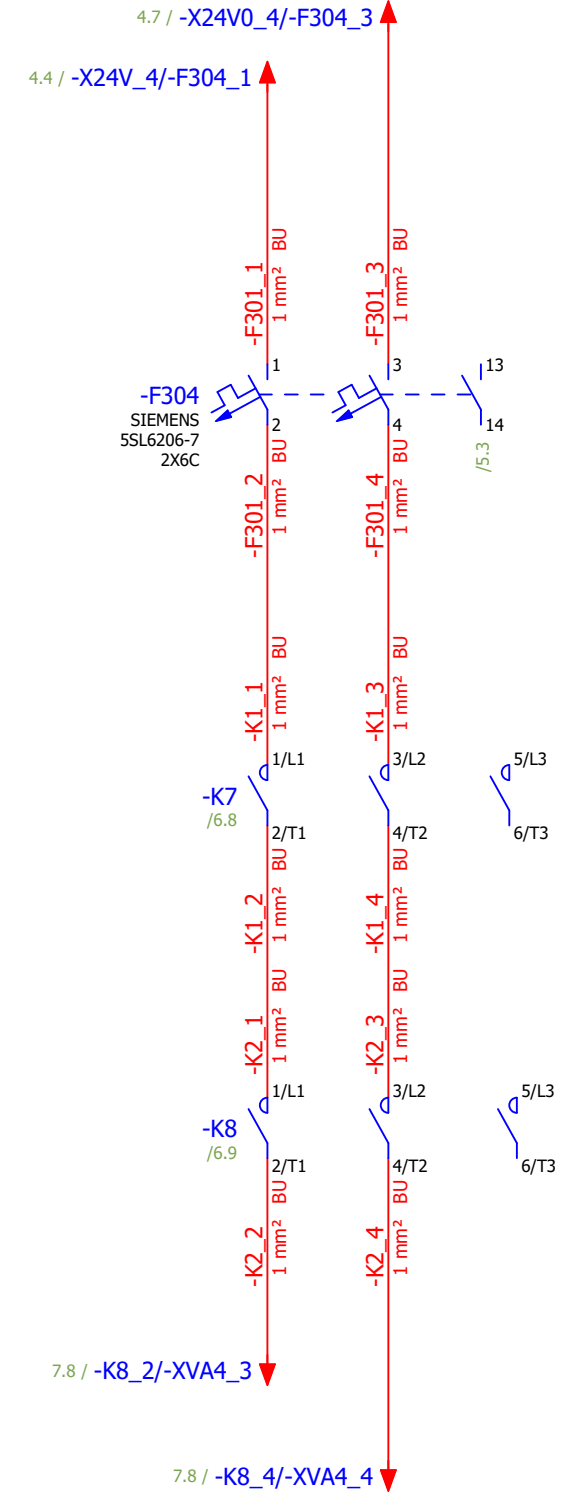 4.7 / -X24V0_4/-F304_3
4.4 / -X24V_4/-F304_1
-F301_1
1 mm² BU
-F301_3
1 mm² BU
1
3
13
-F304
SIEMENS
5SL6206-7
2X6C
2
4
14
/5.3
-F301_2
1 mm² BU
-F301_4
1 mm² BU
-K1_1
1 mm² BU
-K1_3
1 mm² BU
1/L1
3/L2
5/L3
-K7
/6.8
2/T1
4/T2
6/T3
-K1_2
1 mm² BU
-K1_4
1 mm² BU
-K2_1
1 mm² BU
-K2_3
1 mm² BU
1/L1
3/L2
5/L3
-K8
/6.9
2/T1
4/T2
6/T3
-K2_2
1 mm² BU
-K2_4
1 mm² BU
7.8 / -K8_2/-XVA4_3
7.8 / -K8_4/-XVA4_4